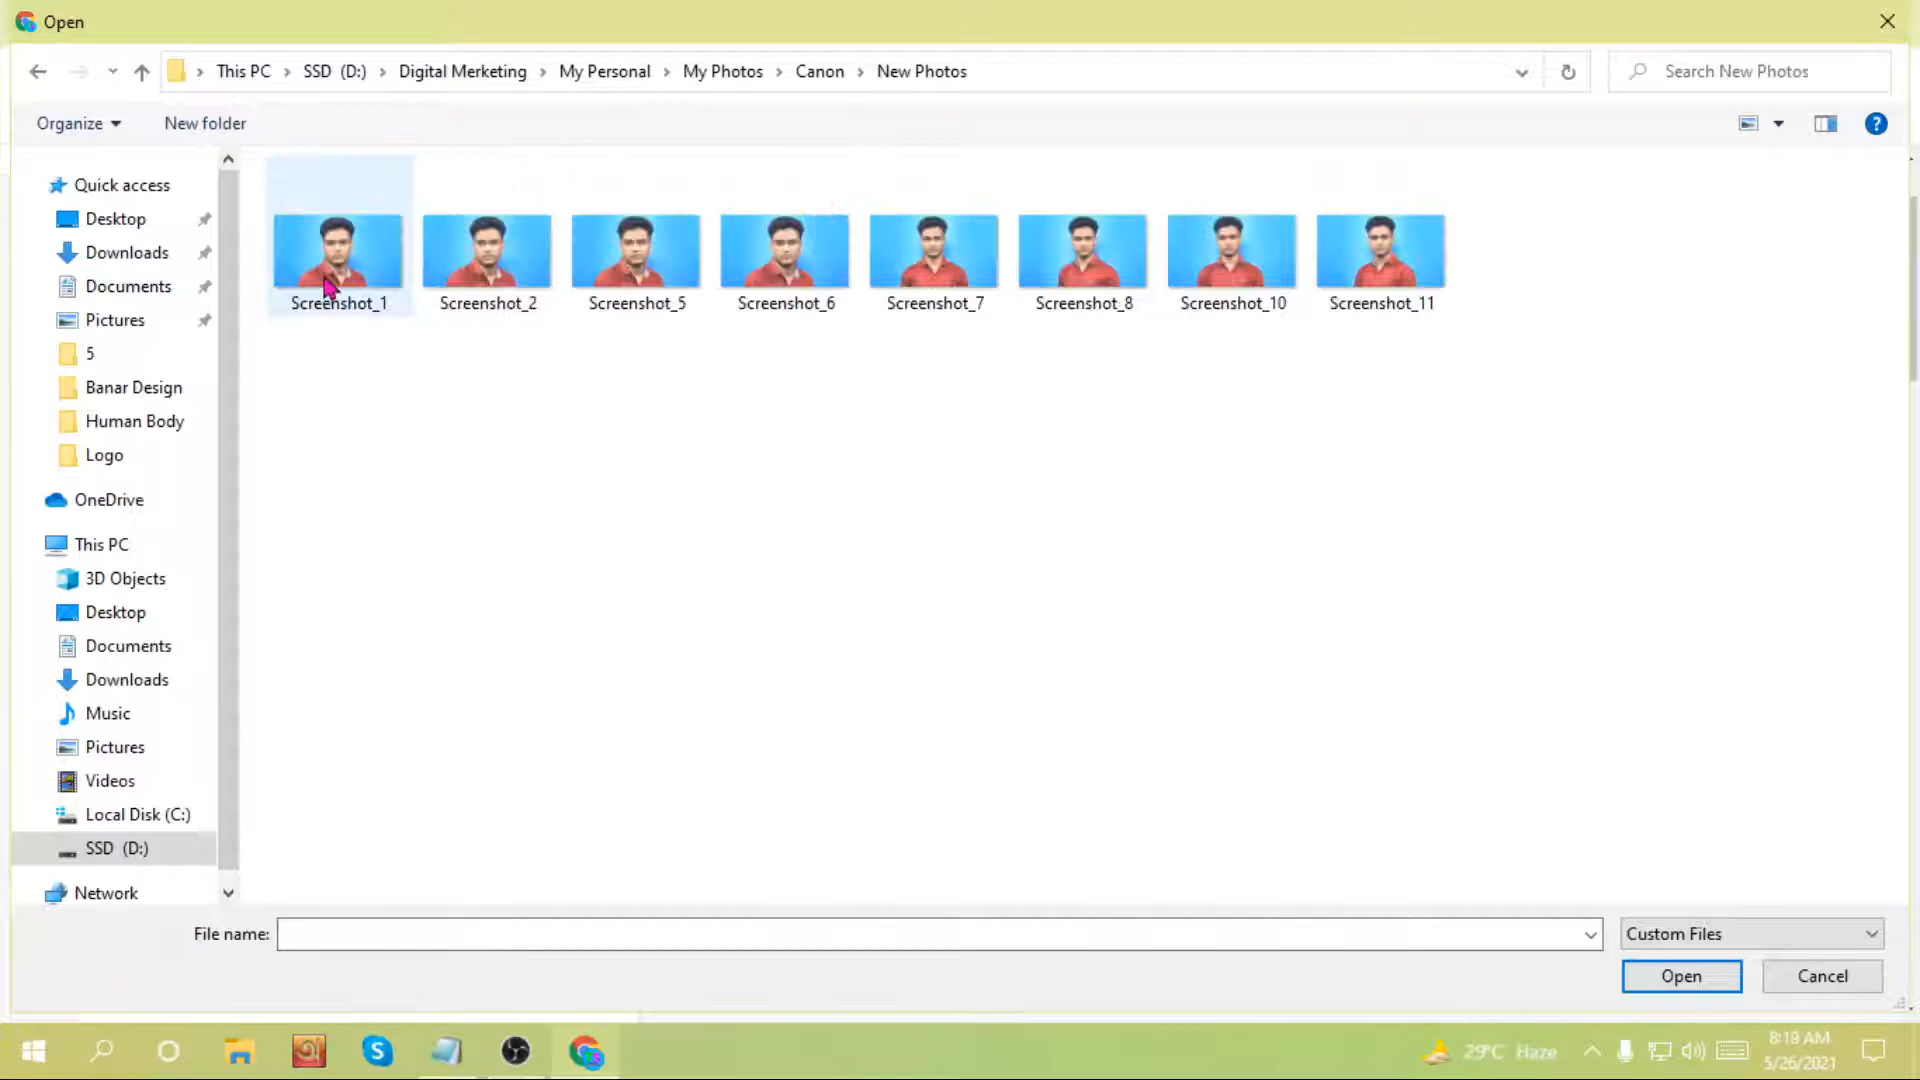 Open
This PC > SSD (D:) > Digital Merketing > My Personal > My Photos > Canon > New Photos
Search New Photos
Organize
New folder
Quick access
Desktop
Downloads
Documents
Pictures
5
Banar Design
Human Body
Logo
OneDrive
This PC
3D Objects
Desktop
Documents
Downloads
Music
Pictures
Videos
Local Disk (C:)
SSD (D:)
Network
Screenshot_1
Screenshot_2
Screenshot_5
Screenshot_6
Screenshot_7
Screenshot_8
Screenshot_10
Screenshot_11
File name:
Custom Files
Open
Cancel
29°C Haze
8:19 AM
5/26/2021